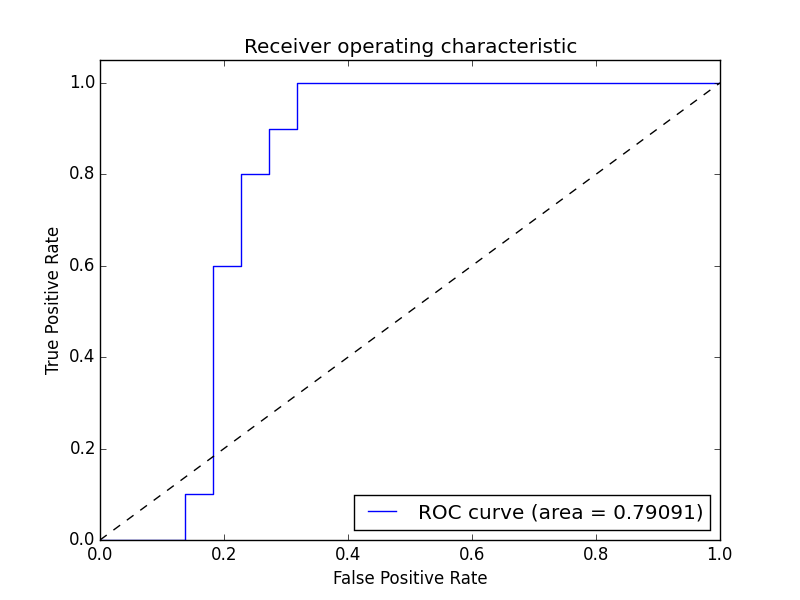 Receiver operating characteristic
1.0
0.8
0.6
0.4
0.2
0.0
True Positive Rate
ROC curve (area = 0.79091)
0.0 0.2 0.4 0.6 0.8 1.0
False Positive Rate